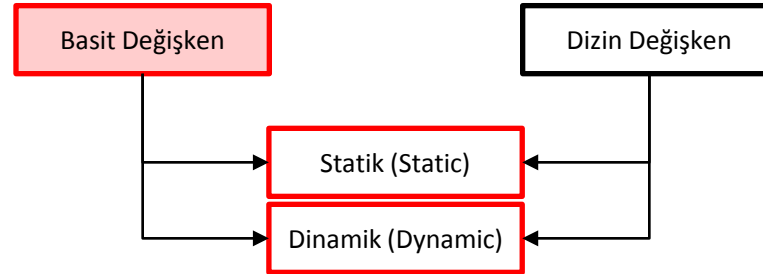 Basit Değişken
Dizin Değişken
Statik (Static)
Dinamik (Dynamic)